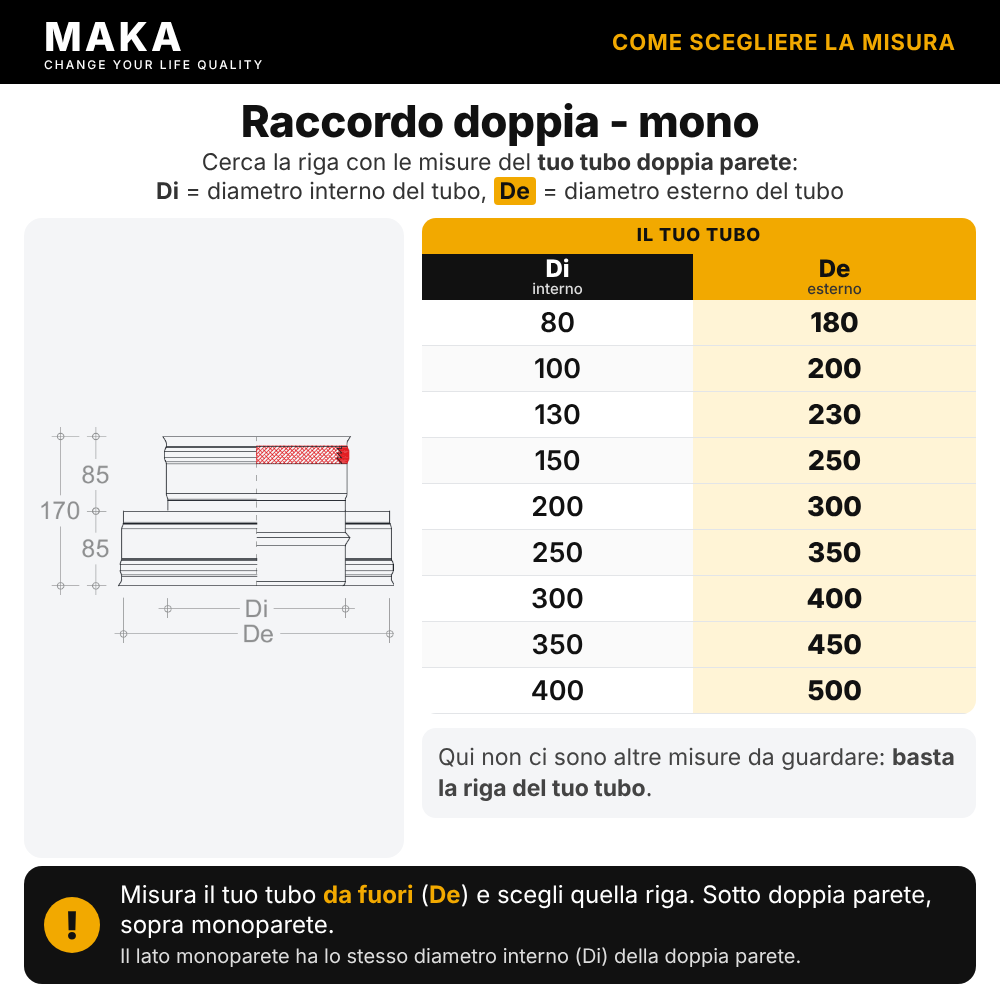 MAKA
CHANGE YOUR LIFE QUALITY
COME SCEGLIERE LA MISURA
Raccordo doppia - mono
Cerca la riga con le misure del tuo tubo doppia parete:
Di = diametro interno del tubo, De = diametro esterno del tubo
85
170
85
Di
De
IL TUO TUBO
Di De
interno esterno
80 180
100 200
130 230
150 250
200 300
250 350
300 400
350 450
400 500
Qui non ci sono altre misure da guardare: basta
la riga del tuo tubo.
!
Misura il tuo tubo da fuori (De) e scegli quella riga. Sotto doppia parete,
sopra monoparete.
Il lato monoparete ha lo stesso diametro interno (Di) della doppia parete.